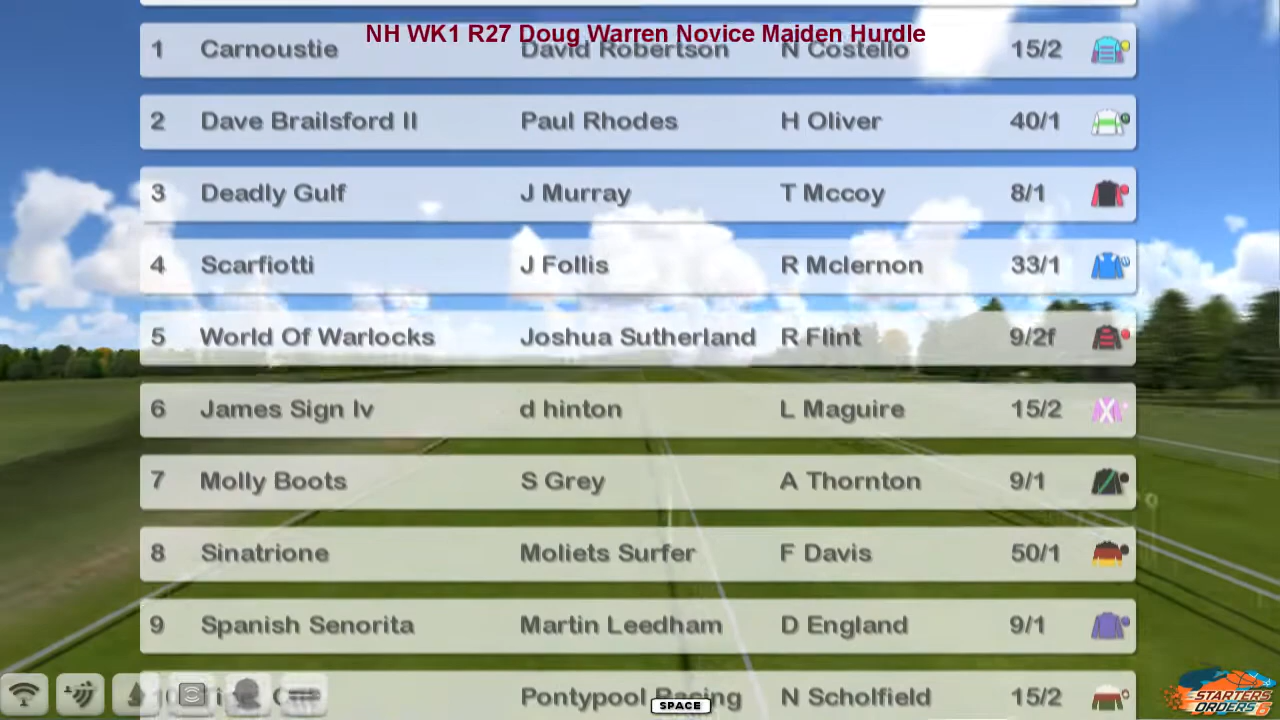 NH WK1 R27 Doug Warren Novice Maiden Hurdle
1 Carnoustie David Robertson N Costello 15/2
2 Dave Brailsford II Paul Rhodes H Oliver 40/1
3 Deadly Gulf J Murray T Mccoy 8/1
4 Scarfiotti J Follis R Mclernon 33/1
5 World Of Warlocks Joshua Sutherland R Flint 9/2f
6 James Sign Iv d hinton L Maguire 15/2
7 Molly Boots S Grey A Thornton 9/1
8 Sinatrione Moliets Surfer F Davis 50/1
9 Spanish Senorita Martin Leedham D England 9/1
10 Pontypool Racing N Scholfield 15/2
SPACE
STARTERS
ORDERS 6